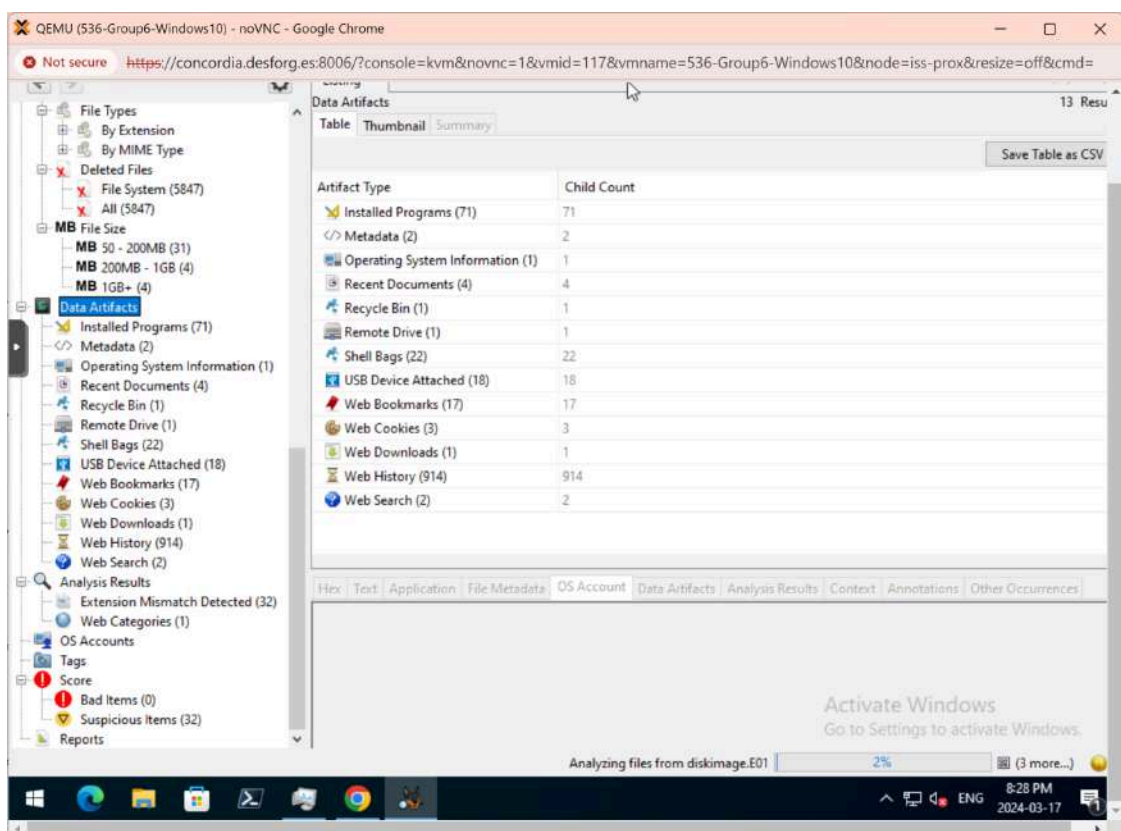 QEMU (536-Group6-Windows10) - noVNC - Google Chrome
Not secure https://concordia.desforg.es:8006/?console=kvm&novnc=1&vmid=117&vmname=536-Group6-Windows10&node=iss-prox&resize=off&cmd=
File Types
By Extension
By MIME Type
Deleted Files
File System (5847)
All (5847)
MB File Size
MB 50 - 200MB (31)
MB 200MB - 1GB (4)
MB 1GB+ (4)
Data Artifacts
Installed Programs (71)
Metadata (2)
Operating System Information (1)
Recent Documents (4)
Recycle Bin (1)
Remote Drive (1)
Shell Bags (22)
USB Device Attached (18)
Web Bookmarks (17)
Web Cookies (3)
Web Downloads (1)
Web History (914)
Web Search (2)
Analysis Results
Extension Mismatch Detected (32)
Web Categories (1)
OS Accounts
Tags
Score
Bad Items (0)
Suspicious Items (32)
Reports
Listing
Data Artifacts 13 Resu
Table Thumbnail Summary
Save Table as CSV
Artifact Type Child Count
Installed Programs (71) 71
Metadata (2) 2
Operating System Information (1) 1
Recent Documents (4) 4
Recycle Bin (1) 1
Remote Drive (1) 1
Shell Bags (22) 22
USB Device Attached (18) 18
Web Bookmarks (17) 17
Web Cookies (3) 3
Web Downloads (1) 1
Web History (914) 914
Web Search (2) 2
Hex Text Application File Metadata OS Account Data Artifacts Analysis Results Context Annotations Other Occurrences
Activate Windows
Go to Settings to activate Windows.
Analyzing files from diskimage.E01 2% (3 more...)
ENG 8:28 PM
2024-03-17 1